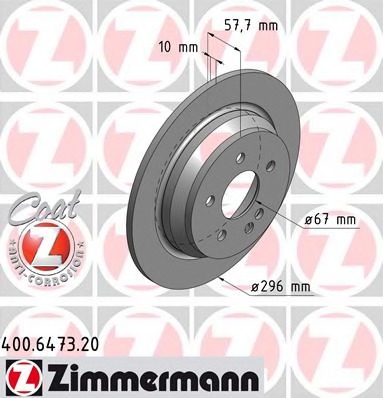 57,7 mm
10 mm
ø67 mm
ø296 mm
Coat
Z
ANTI-CORROSION
400.6473.20
Z Zimmermann